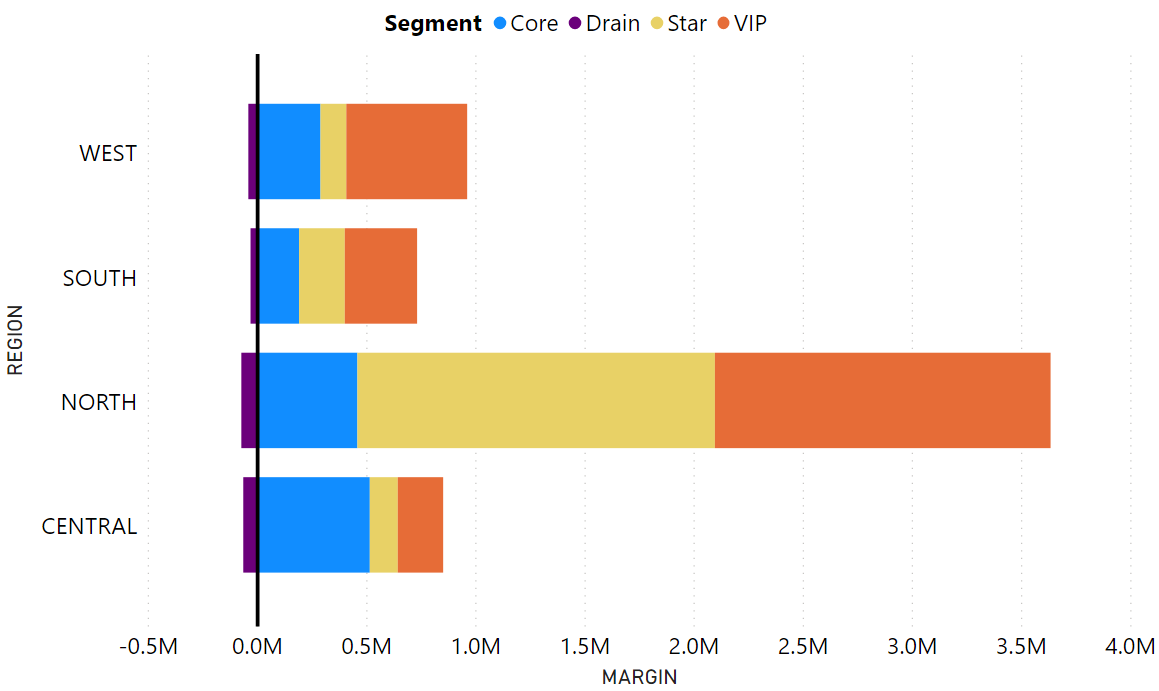 Segment Core Drain Star VIP
WEST
SOUTH
NORTH
CENTRAL
REGION
-0.5M 0.0M 0.5M 1.0M 1.5M 2.0M 2.5M 3.0M 3.5M 4.0M
MARGIN